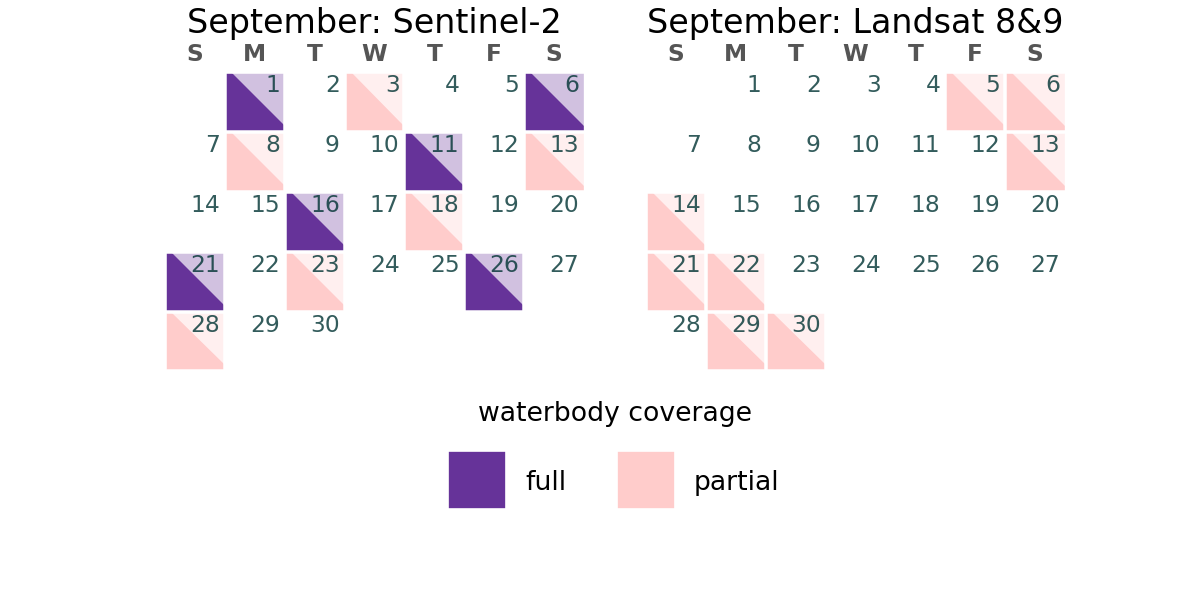 September: Sentinel-2
S M T W T F S
1 2 3 4 5 6
7 8 9 10 11 12 13
14 15 16 17 18 19 20
21 22 23 24 25 26 27
28 29 30
September: Landsat 8&9
S M T W T F S
1 2 3 4 5 6
7 8 9 10 11 12 13
14 15 16 17 18 19 20
21 22 23 24 25 26 27
28 29 30
waterbody coverage
full
partial